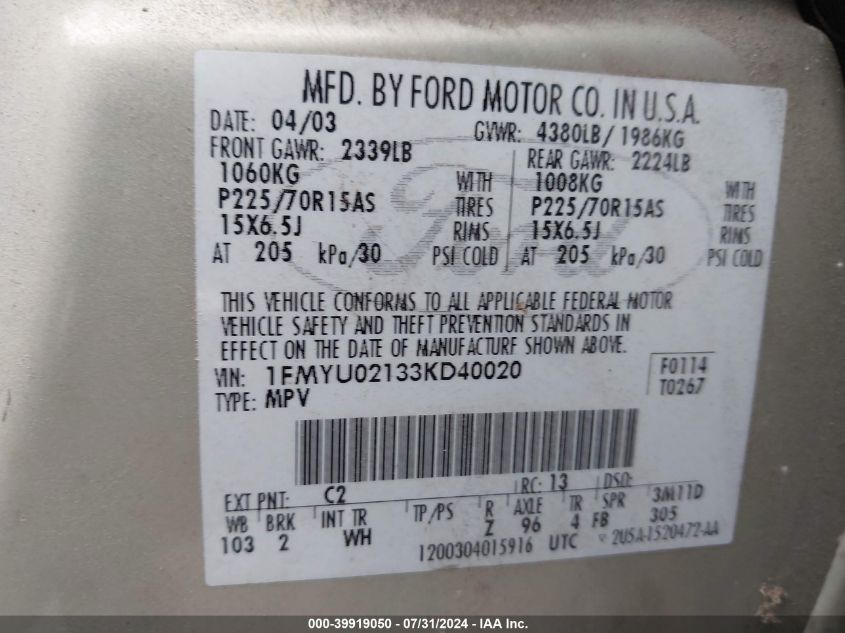 MFD. BY FORD MOTOR CO. IN U.S.A.
DATE: 04/03 GVWR: 4380LB/ 1986KG
FRONT GAWR: 2339LB REAR GAWR: 2224LB
1060KG WITH 1008KG WITH
P225/70R15AS TIRES P225/70R15AS TIRES
15X6.5J RIMS 15X6.5J RIMS
AT 205 kPa/30 PSI COLD AT 205 kPa/30 PSI COLD
Ford
THIS VEHICLE CONFORMS TO ALL APPLICABLE FEDERAL MOTOR
VEHICLE SAFETY AND THEFT PREVENTION STANDARDS IN
EFFECT ON THE DATE OF MANUFACTURE SHOWN ABOVE.
VIN: 1FMYU02133KD40020 F0114
TYPE: MPV T0267
EXT PNT: C2 RC: 13 DSO:
WB BRK INT TR TP/PS R AXLE TR SPR 3M11D
103 2 WH Z 96 4 FB 305
1200304015916 UTC 2U5A-1520472-AA
000-39919050 - 07/31/2024 - IAA Inc.